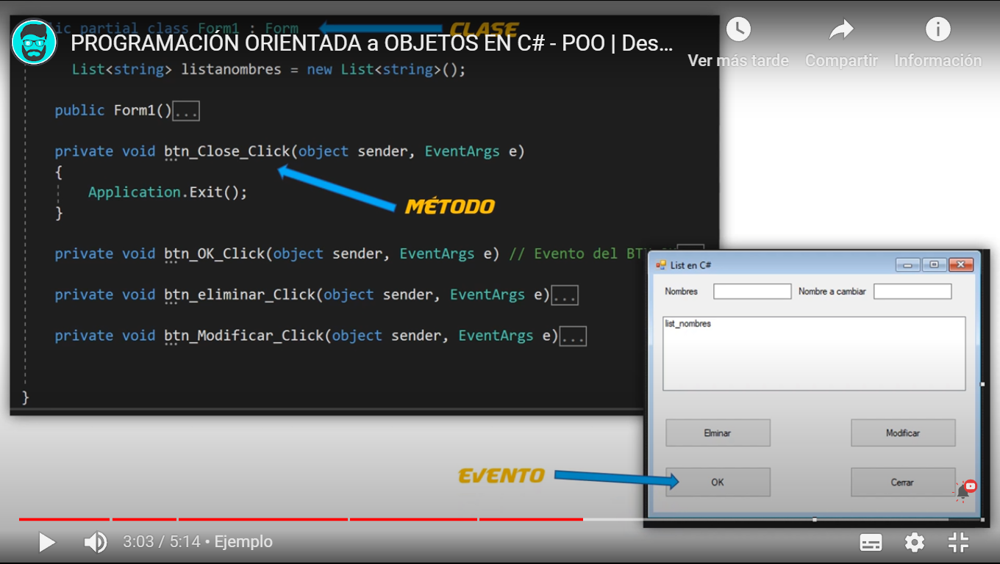 partial class Form1 : Form
CLASE
PROGRAMACIÓN ORIENTADA a OBJETOS EN C# - POO | Des...
Ver más tarde
Compartir
Información
List<string> listanombres = new List<string>();
public Form1()...
private void btn_Close_Click(object sender, EventArgs e)
{
Application.Exit();
}
MÉTODO
private void btn_OK_Click(object sender, EventArgs e) // Evento del
private void btn_eliminar_Click(object sender, EventArgs e)...
private void btn_Modificar_Click(object sender, EventArgs e)...
}
List en C#
Nombres
Nombre a cambiar
list_nombres
Elminar
Modificar
EVENTO
OK
Cerrar
3:03 / 5:14 • Ejemplo